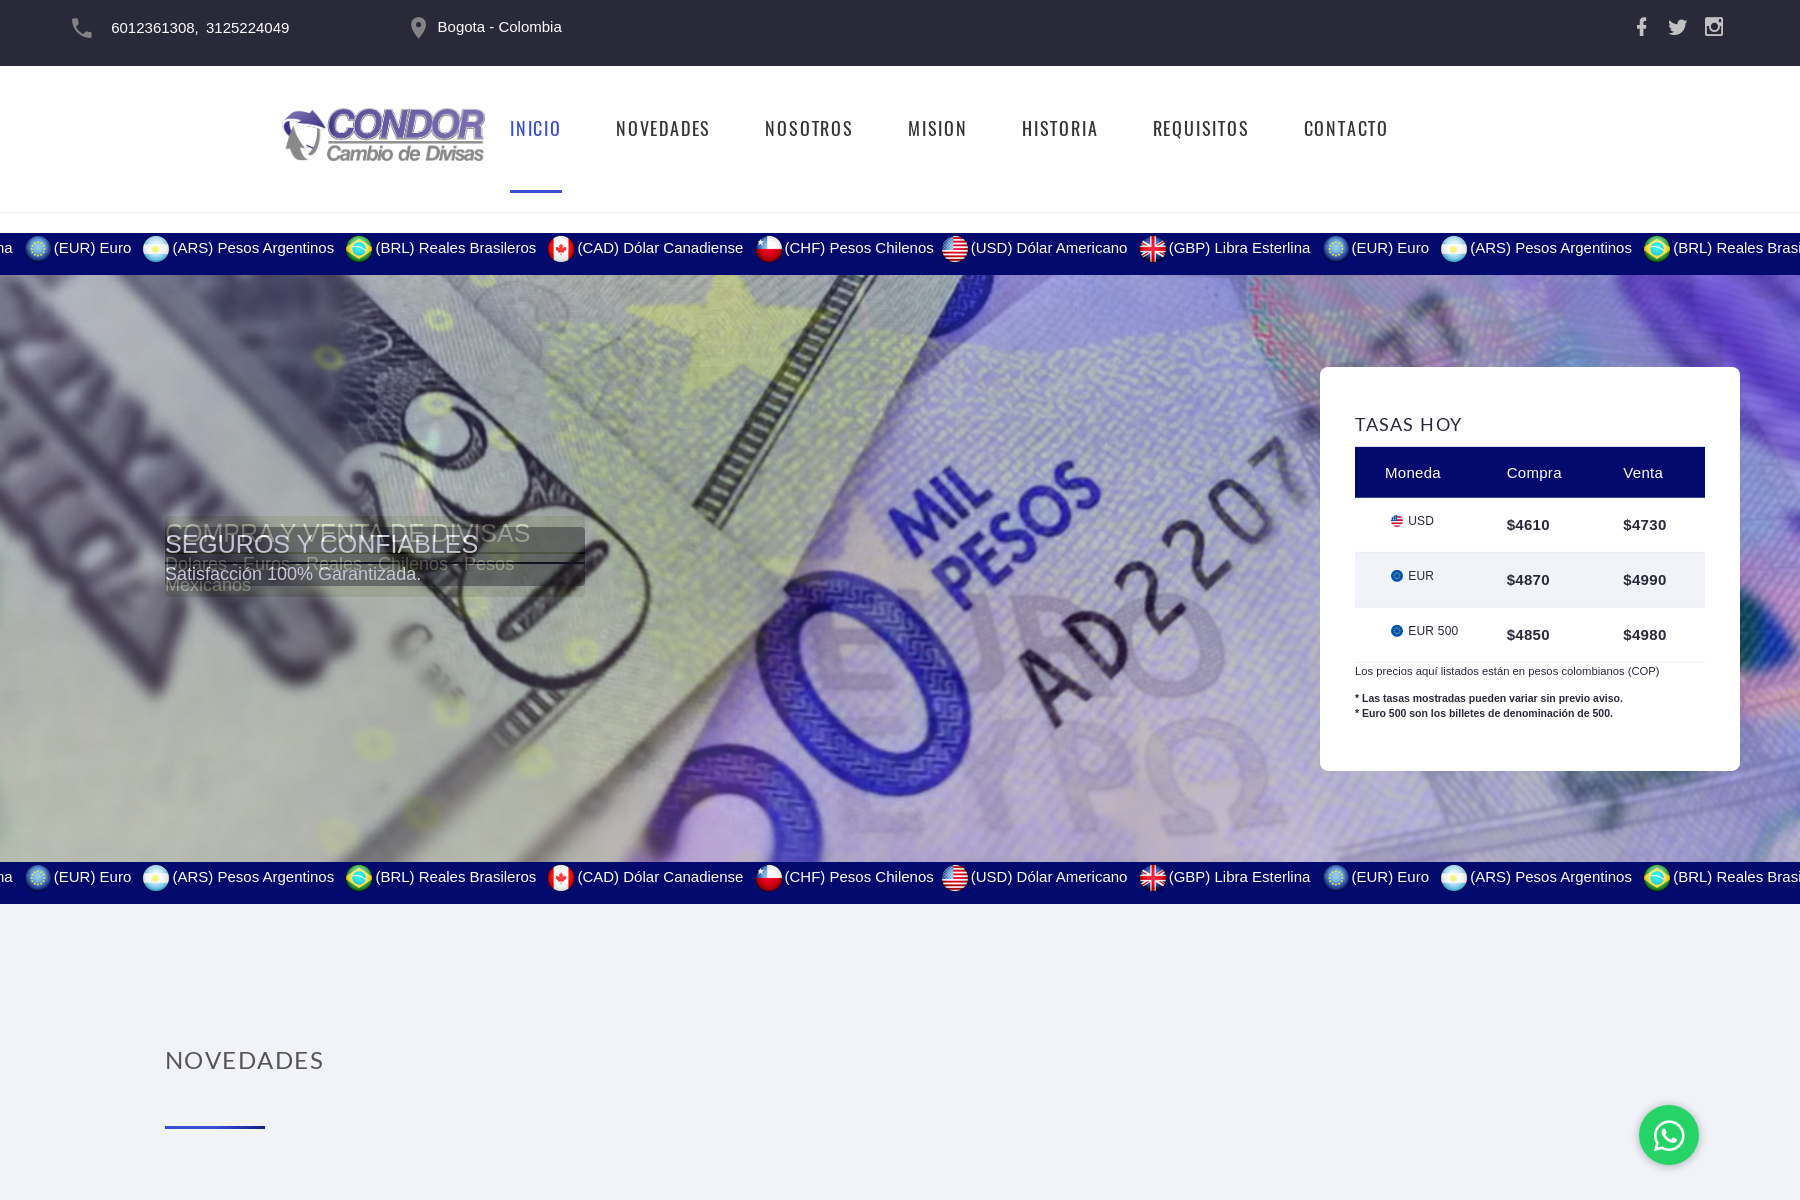 6012361308, 3125224049
Bogota - Colombia
CONDOR
Cambio de Divisas
INICIO NOVEDADES NOSOTROS MISION HISTORIA REQUISITOS CONTACTO
na (EUR) Euro (ARS) Pesos Argentinos (BRL) Reales Brasileros (CAD) Dólar Canadiense (CHF) Pesos Chilenos (USD) Dólar Americano (GBP) Libra Esterlina (EUR) Euro (ARS) Pesos Argentinos (BRL) Reales Brasi
MIL
PESOS
AD2207
EURO
ΕΥΡΩ
COMPRA Y VENTA DE DIVISAS
SEGUROS Y CONFIABLES
Dolares - Euros - Reales - Chilenos - Pesos
Satisfacción 100% Garantizada.
Mexicanos
TASAS HOY
Moneda Compra Venta
USD $4610 $4730
EUR $4870 $4990
EUR 500 $4850 $4980
Los precios aquí listados están en pesos colombianos (COP)
* Las tasas mostradas pueden variar sin previo aviso.
* Euro 500 son los billetes de denominación de 500.
na (EUR) Euro (ARS) Pesos Argentinos (BRL) Reales Brasileros (CAD) Dólar Canadiense (CHF) Pesos Chilenos (USD) Dólar Americano (GBP) Libra Esterlina (EUR) Euro (ARS) Pesos Argentinos (BRL) Reales Brasi
NOVEDADES